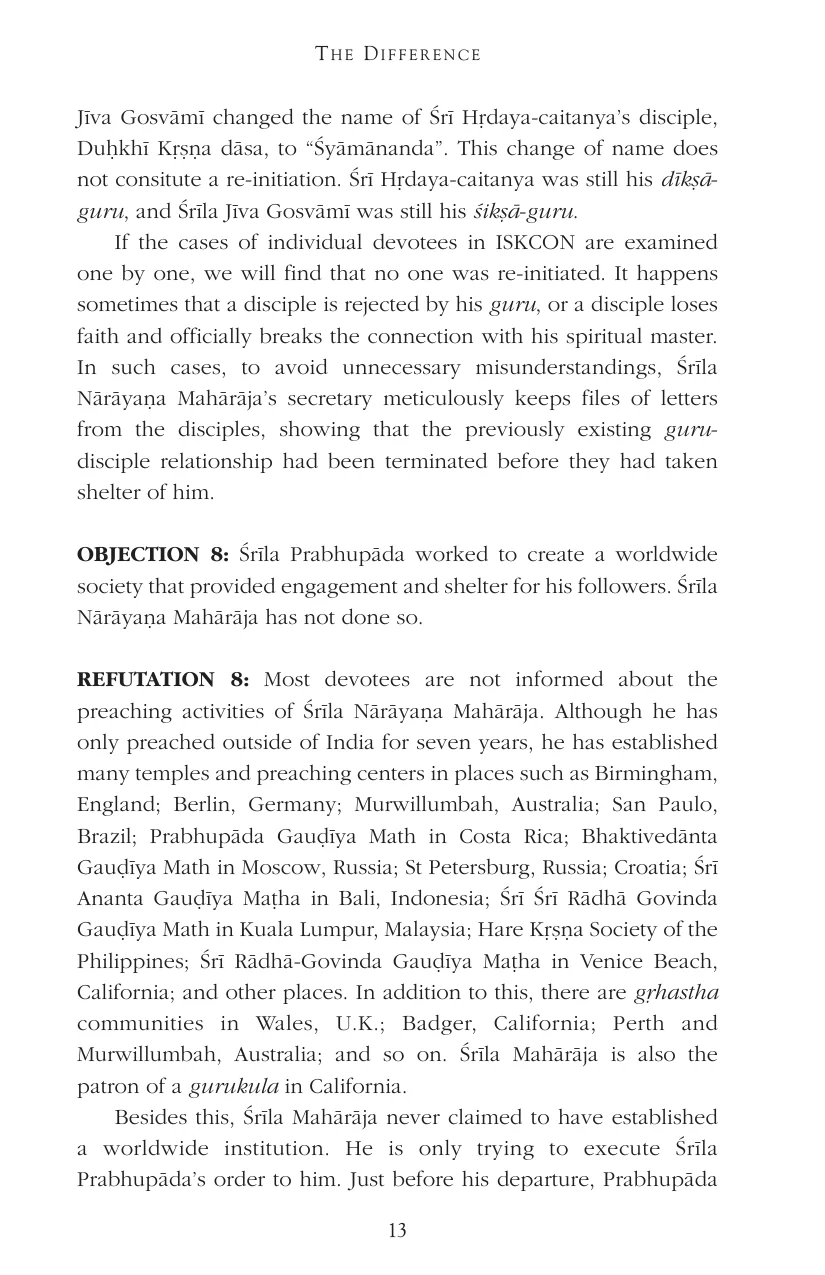 THE DIFFERENCE
Jīva Gosvāmī changed the name of Śrī Hṛdaya-caitanya’s disciple,
Duḥkhī Kṛṣṇa dāsa, to “Śyāmānanda”. This change of name does
not consitute a re-initiation. Śrī Hṛdaya-caitanya was still his dīkṣā-
guru, and Śrīla Jīva Gosvāmī was still his śikṣā-guru.
If the cases of individual devotees in ISKCON are examined
one by one, we will find that no one was re-initiated. It happens
sometimes that a disciple is rejected by his guru, or a disciple loses
faith and officially breaks the connection with his spiritual master.
In such cases, to avoid unnecessary misunderstandings, Śrīla
Nārāyaṇa Mahārāja’s secretary meticulously keeps files of letters
from the disciples, showing that the previously existing guru-
disciple relationship had been terminated before they had taken
shelter of him.
OBJECTION 8: Śrīla Prabhupāda worked to create a worldwide
society that provided engagement and shelter for his followers. Śrīla
Nārāyaṇa Mahārāja has not done so.
REFUTATION 8: Most devotees are not informed about the
preaching activities of Śrīla Nārāyaṇa Mahārāja. Although he has
only preached outside of India for seven years, he has established
many temples and preaching centers in places such as Birmingham,
England; Berlin, Germany; Murwillumbah, Australia; San Paulo,
Brazil; Prabhupāda Gauḍīya Math in Costa Rica; Bhaktivedānta
Gauḍīya Math in Moscow, Russia; St Petersburg, Russia; Croatia; Śrī
Ananta Gauḍīya Maṭha in Bali, Indonesia; Śrī Śrī Rādhā Govinda
Gauḍīya Math in Kuala Lumpur, Malaysia; Hare Kṛṣṇa Society of the
Philippines; Śrī Rādhā-Govinda Gauḍīya Maṭha in Venice Beach,
California; and other places. In addition to this, there are gṛhastha
communities in Wales, U.K.; Badger, California; Perth and
Murwillumbah, Australia; and so on. Śrīla Mahārāja is also the
patron of a gurukula in California.
Besides this, Śrīla Mahārāja never claimed to have established
a worldwide institution. He is only trying to execute Śrīla
Prabhupāda’s order to him. Just before his departure, Prabhupāda
13